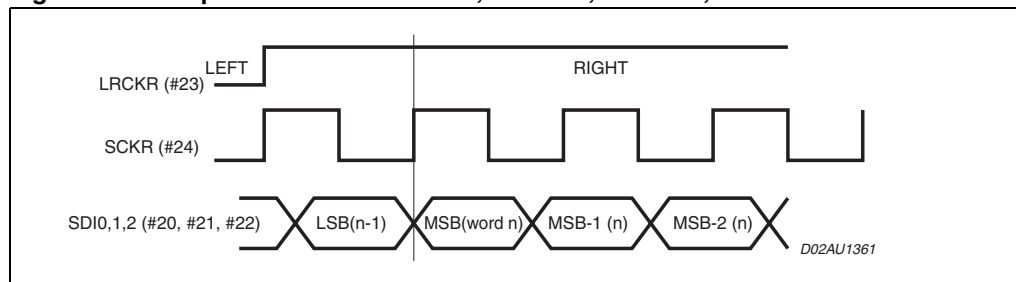 LEFT
RIGHT
LRCKR (#23)
SCKR (#24)
SDI0,1,2 (#20, #21, #22)
LSB(n-1)
MSB(word n)
MSB-1 (n)
MSB-2 (n)
D02AU1361